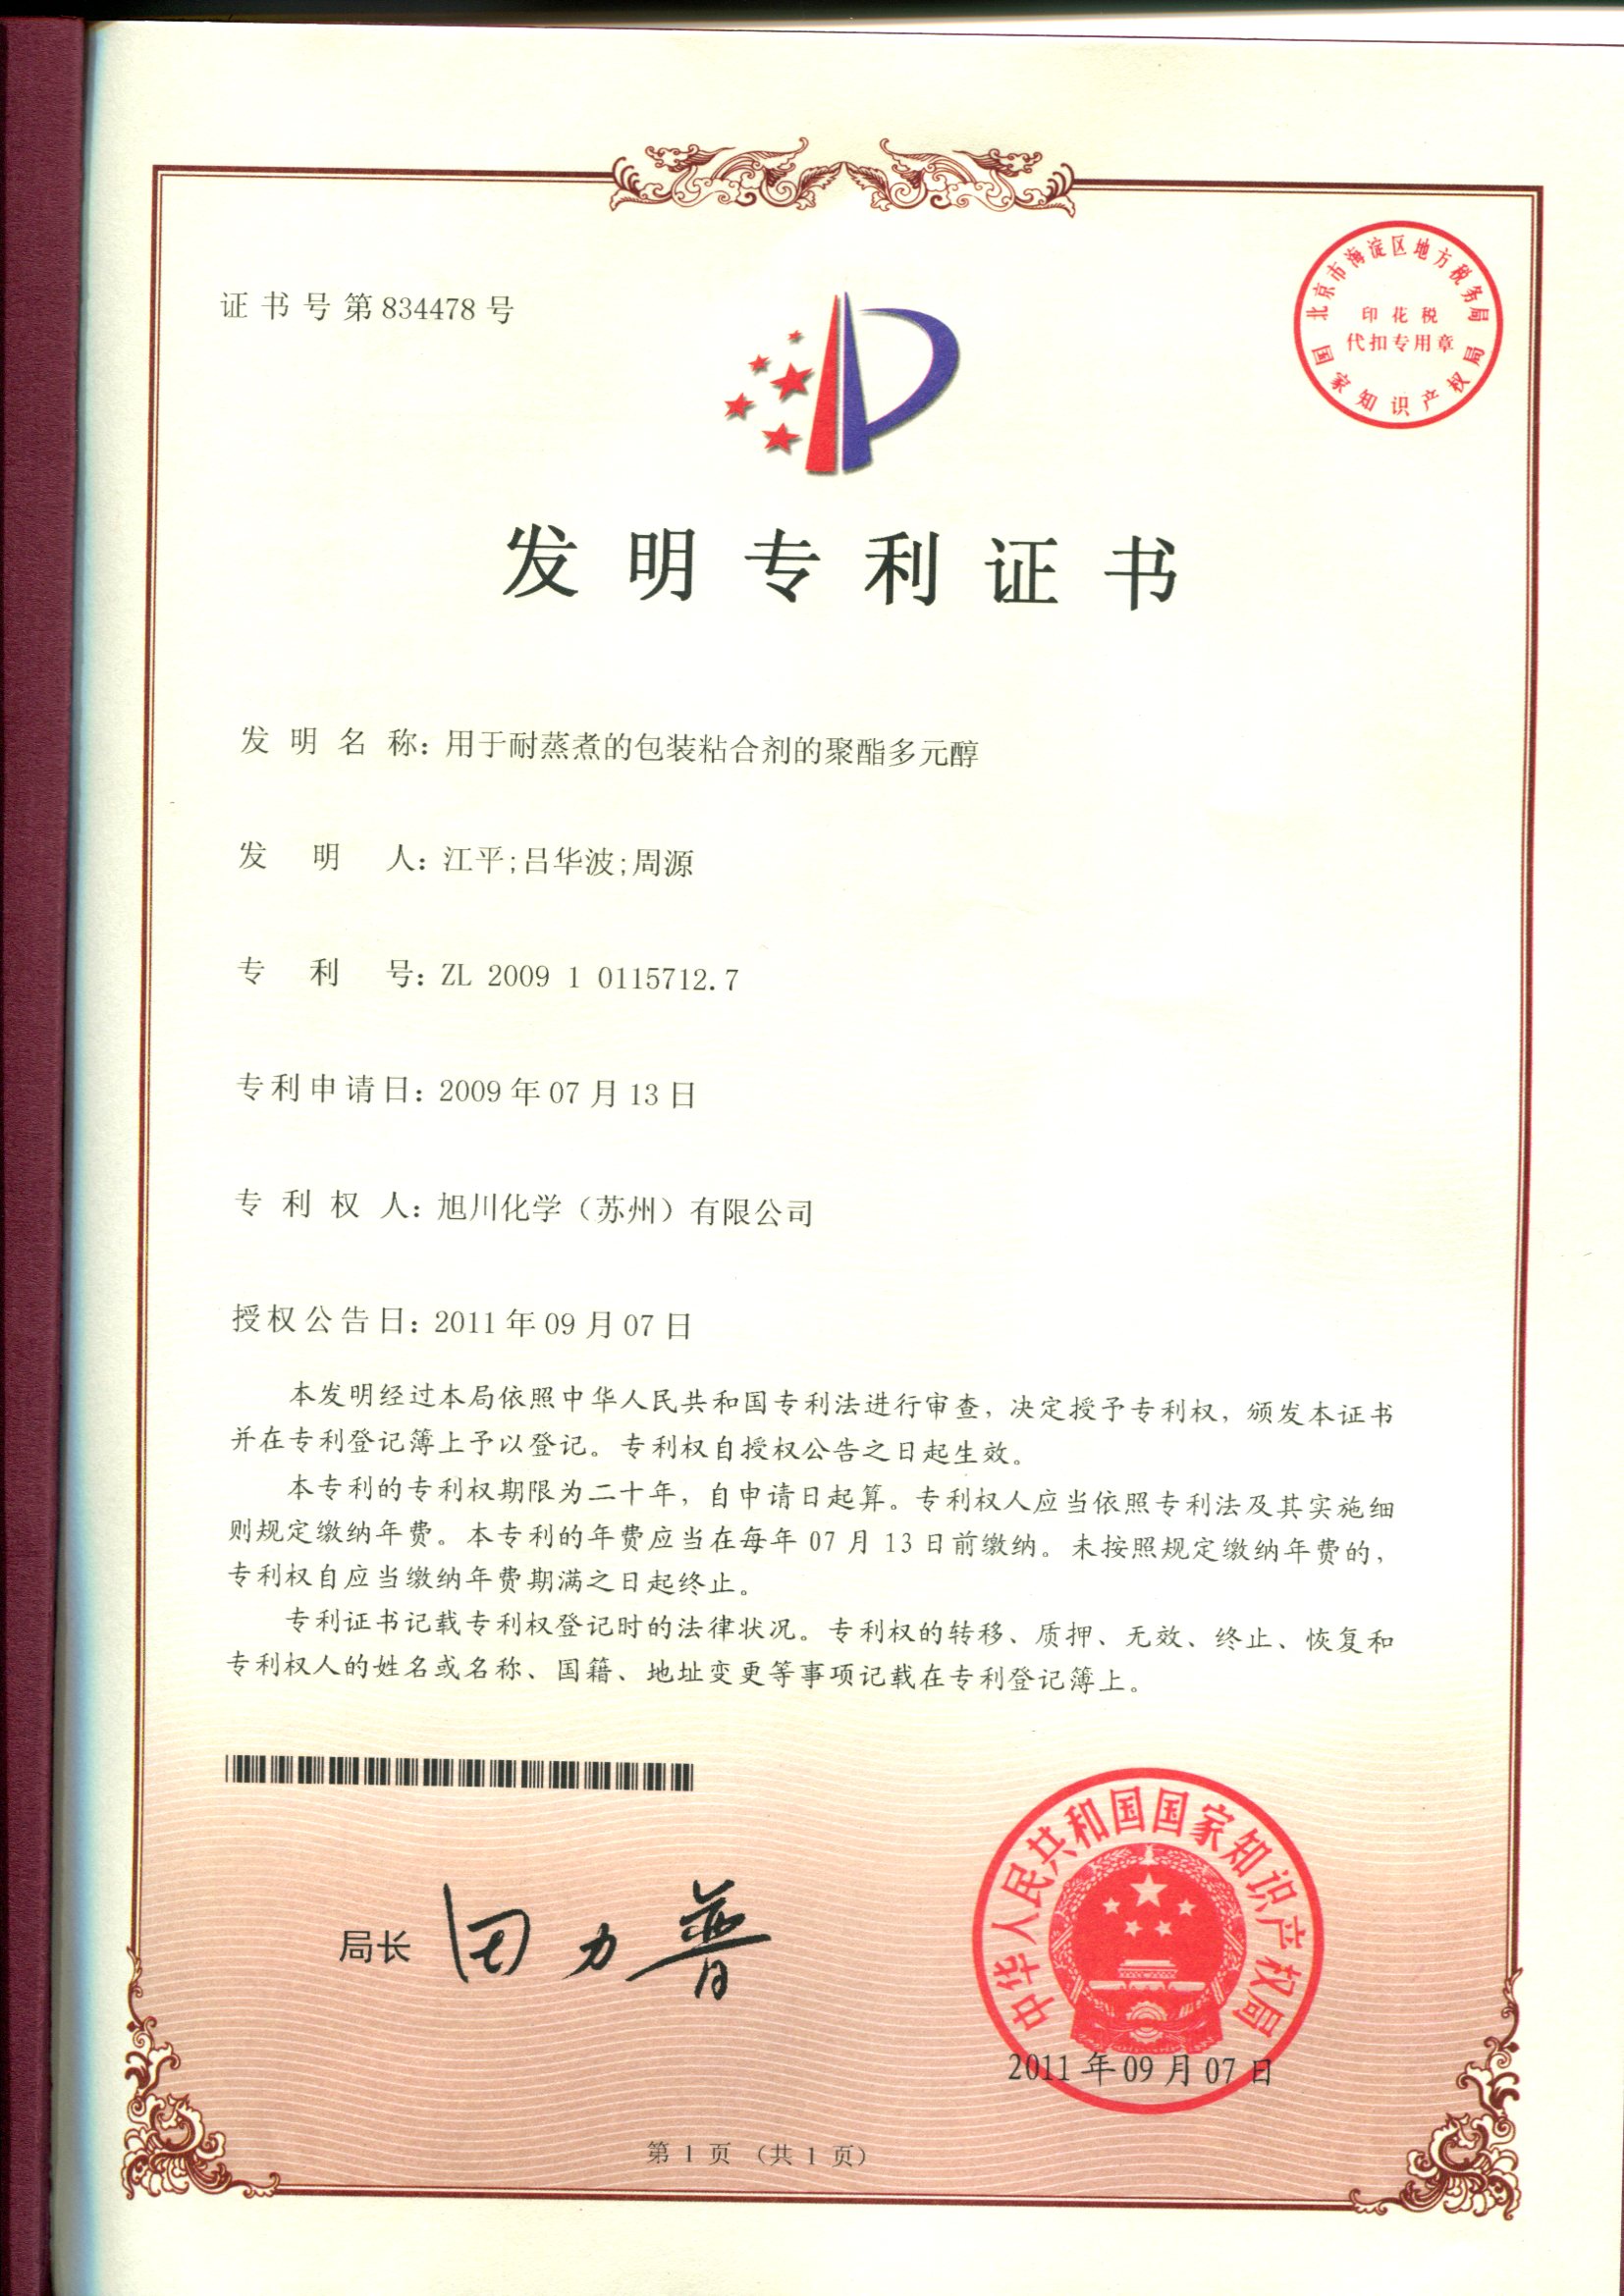 证书号第834478号
北京市海淀区地方税务局
印花税
代扣专用章
国家知识产权局
发明专利证书
发明名称：用于耐蒸煮的包装粘合剂的聚酯多元醇
发明人：江平;吕华波;周源
专利号：ZL 2009 1 0115712.7
专利申请日：2009年07月13日
专利权人：旭川化学（苏州）有限公司
授权公告日：2011年09月07日
本发明经过本局依照中华人民共和国专利法进行审查，决定授予专利权，颁发本证书
并在专利登记簿上予以登记。专利权自授权公告之日起生效。
本专利的专利权期限为二十年，自申请日起算。专利权人应当依照专利法及其实施细
则规定缴纳年费。本专利的年费应当在每年07月13日前缴纳。未按照规定缴纳年费的，
专利权自应当缴纳年费期满之日起终止。
专利证书记载专利权登记时的法律状况。专利权的转移、质押、无效、终止、恢复和
专利权人的姓名或名称、国籍、地址变更等事项记载在专利登记簿上。
局长 田力普
中华人民共和国国家知识产权局
2011年09月07日
第1页（共1页）